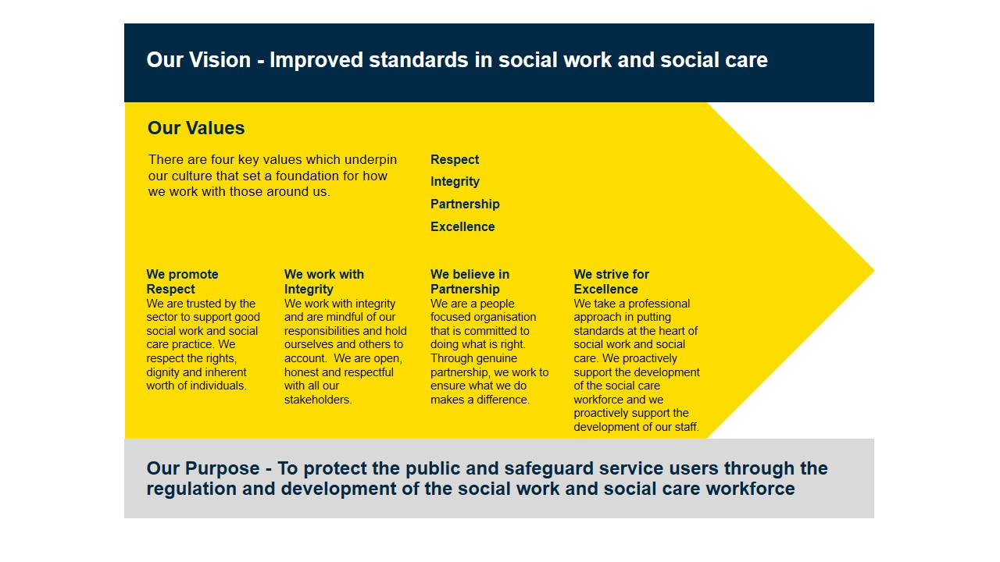 Our Vision - Improved standards in social work and social care
Our Values
There are four key values which underpin
our culture that set a foundation for how
we work with those around us.
Respect
Integrity
Partnership
Excellence
We promote
Respect
We are trusted by the
sector to support good
social work and social
care practice. We
respect the rights,
dignity and inherent
worth of individuals.
We work with
Integrity
We work with integrity
and are mindful of our
responsibilities and hold
ourselves and others to
account.  We are open,
honest and respectful
with all our
stakeholders.
We believe in
Partnership
We are a people
focused organisation
that is committed to
doing what is right.
Through genuine
partnership, we work to
ensure what we do
makes a difference.
We strive for
Excellence
We take a professional
approach in putting
standards at the heart of
social work and social
care. We proactively
support the development
of the social care
workforce and we
proactively support the
development of our staff.
Our Purpose - To protect the public and safeguard service users through the
regulation and development of the social work and social care workforce